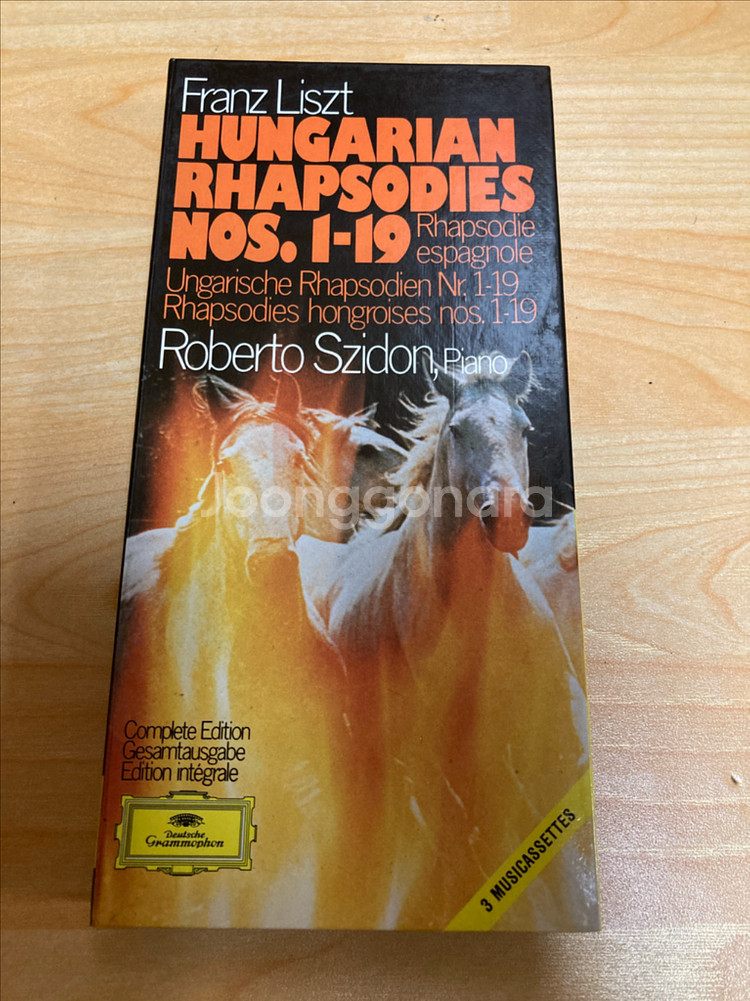 Franz Liszt
HUNGARIAN
RHAPSODIES
NOS. 1-19
Rhapsodie
espagnole
Ungarische Rhapsodien Nr. 1-19
Rhapsodies hongroises nos. 1-19
Roberto Szidon, Piano
Joonggonara
Complete Edition
Gesamtausgabe
Edition intégrale
Deutsche
Grammophon
3 MUSICASSETTES